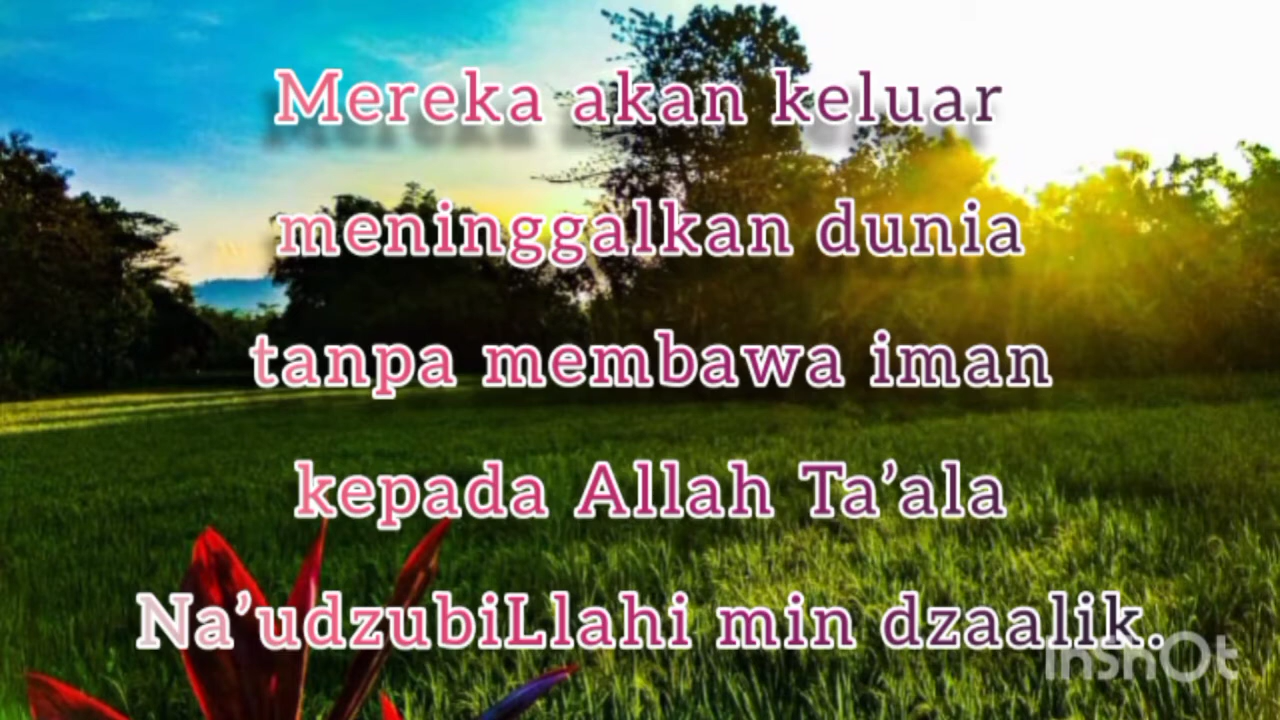 Mereka akan keluar
meninggalkan dunia
tanpa membawa iman
kepada Allah Ta’ala
Na’udzubiLlahi min dzaalik.
InShOt